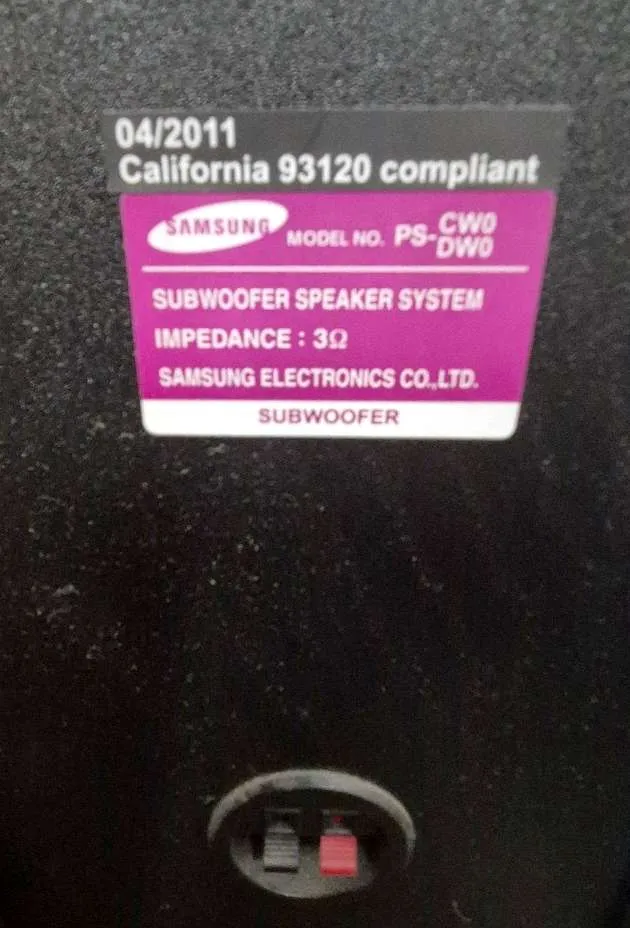 04/2011
California 93120 compliant
SAMSUNG MODEL NO. PS-CW0
DW0
SUBWOOFER SPEAKER SYSTEM
IMPEDANCE : 3Ω
SAMSUNG ELECTRONICS CO.,LTD.
SUBWOOFER